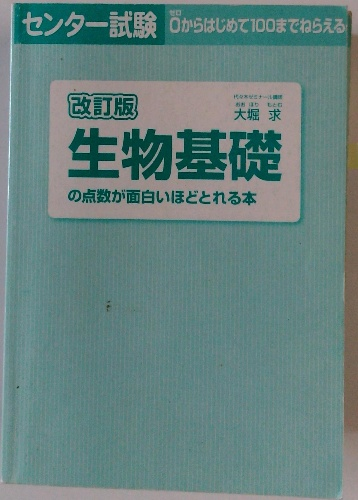 センター試験 0からはじめて100までねらえる
ゼロ
改訂版
代々木ゼミナール講師
おお ほり もとむ
大堀 求
生物基礎
の点数が面白いほどとれる本